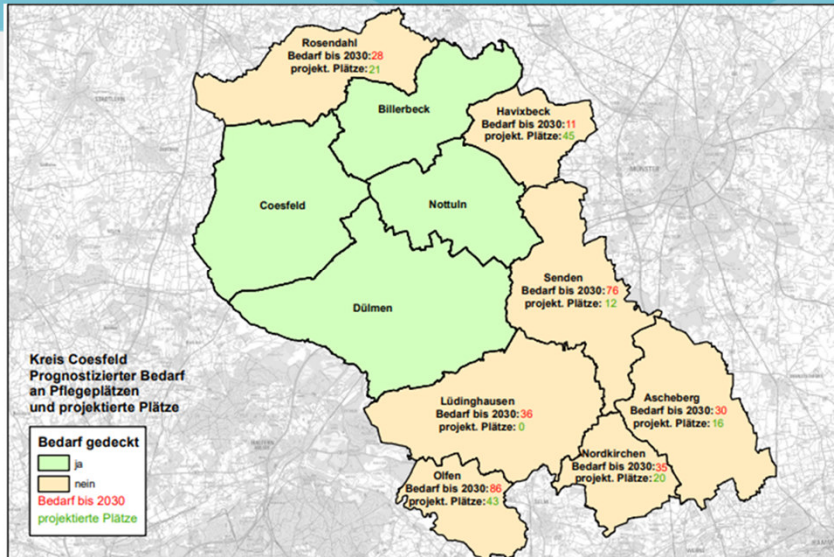 Rosendahl
Bedarf bis 2030:28
projekt. Plätze:21
Billerbeck
Havixbeck
Bedarf bis 2030:11
projekt. Plätze:45
MÜNSTER
Coesfeld
Nottuln
Senden
Bedarf bis 2030:76
projekt. Plätze: 12
Dülmen
Kreis Coesfeld
Prognostizierter Bedarf
an Pflegeplätzen
und projektierte Plätze
Lüdinghausen
Bedarf bis 2030:36
projekt. Plätze: 0
Ascheberg
Bedarf bis 2030:30
projekt. Plätze: 16
Nordkirchen
Bedarf bis 2030:35
projekt. Plätze: 20
Olfen
Bedarf bis 2030:86
projekt. Plätze: 43
Bedarf gedeckt
ja
nein
Bedarf bis 2030
projektierte Plätze